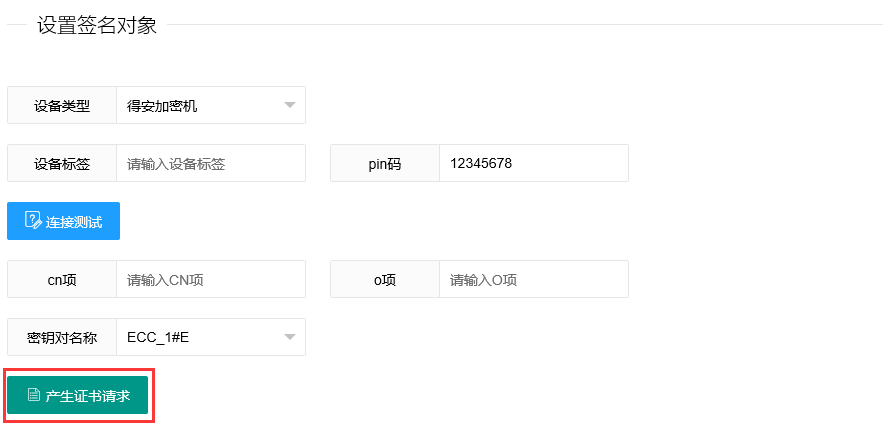 设置签名对象
设备类型 得安加密机
设备标签 请输入设备标签 pin码 12345678
连接测试
cn项 请输入CN项 o项 请输入O项
密钥对名称 ECC_1#E
产生证书请求